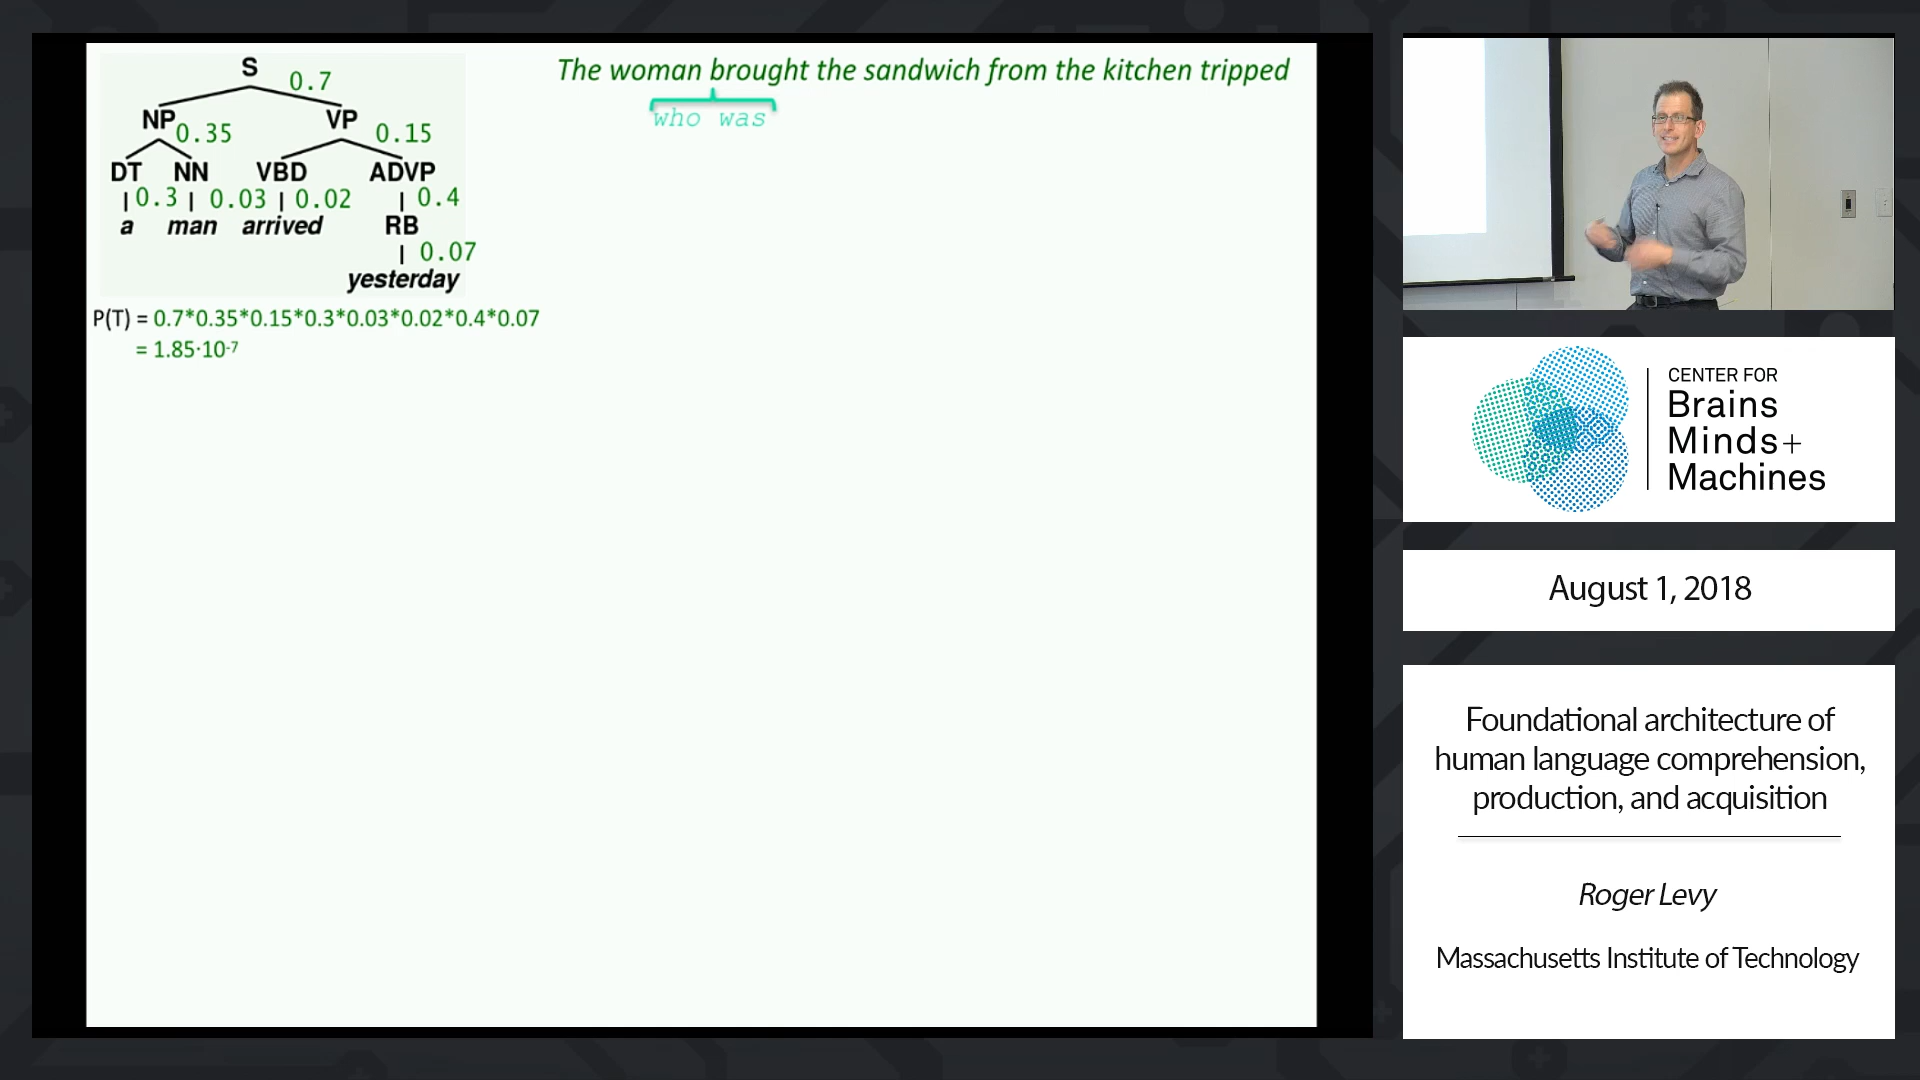 S
0.7
NP 0.35 VP 0.15
DT NN VBD ADVP
0.3 0.03 0.02 0.4
a man arrived RB
0.07
yesterday
P(T) = 0.7*0.35*0.15*0.3*0.03*0.02*0.4*0.07
= 1.85·10-7
The woman brought the sandwich from the kitchen tripped
who was
CENTER FOR
Brains
Minds+
Machines
August 1, 2018
Foundational architecture of
human language comprehension,
production, and acquisition
Roger Levy
Massachusetts Institute of Technology